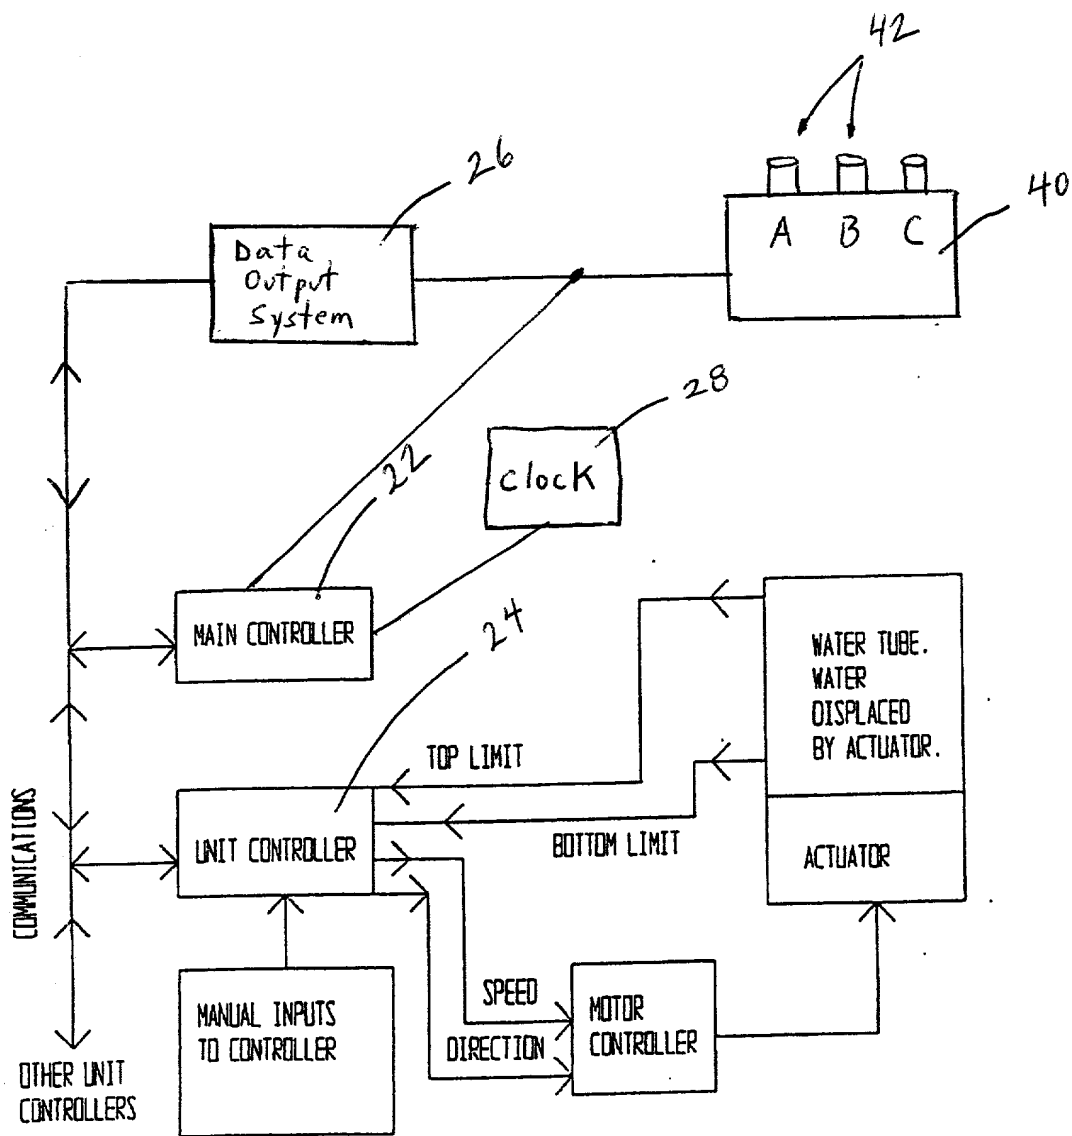 42
26
40
A B C
Data
Output
System
28
Clock
22
MAIN CONTROLLER
24
WATER TUBE.
WATER
DISPLACED
BY ACTUATOR.
TOP LIMIT
BOTTOM LIMIT
UNIT CONTROLLER
ACTUATOR
COMMUNICATIONS
MANUAL INPUTS
TO CONTROLLER
SPEED
DIRECTION
MOTOR
CONTROLLER
OTHER UNIT
CONTROLLERS